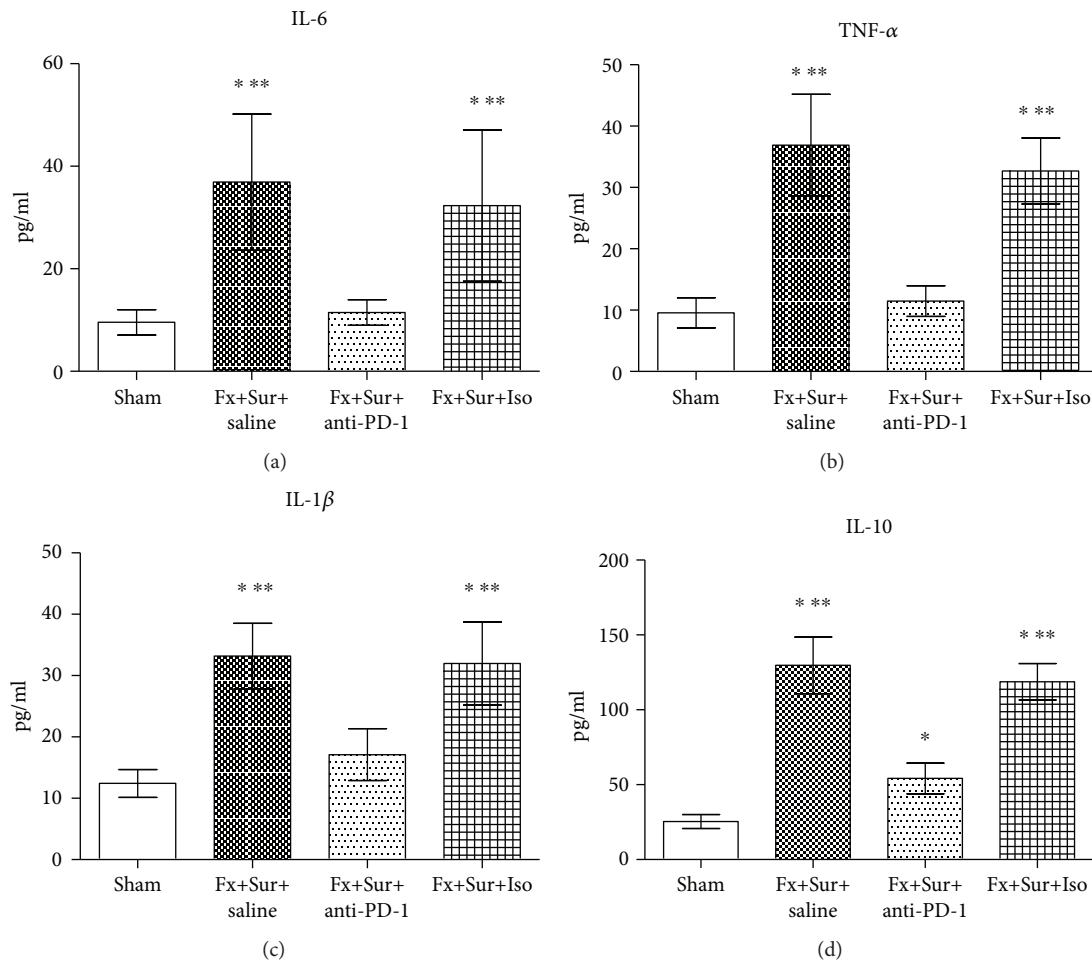 IL-6
* **
* **
60
40
20
0
pg/ml
Sham
Fx+Sur+
saline
Fx+Sur+
anti-PD-1
Fx+Sur+Iso
(a)
TNF-α
* **
* **
50
40
30
20
10
0
pg/ml
Sham
Fx+Sur+
saline
Fx+Sur+
anti-PD-1
Fx+Sur+Iso
(b)
IL-1β
* **
* **
50
40
30
20
10
0
pg/ml
Sham
Fx+Sur+
saline
Fx+Sur+
anti-PD-1
Fx+Sur+Iso
(c)
IL-10
* **
*
* **
200
150
100
50
0
pg/ml
Sham
Fx+Sur+
saline
Fx+Sur+
anti-PD-1
Fx+Sur+Iso
(d)